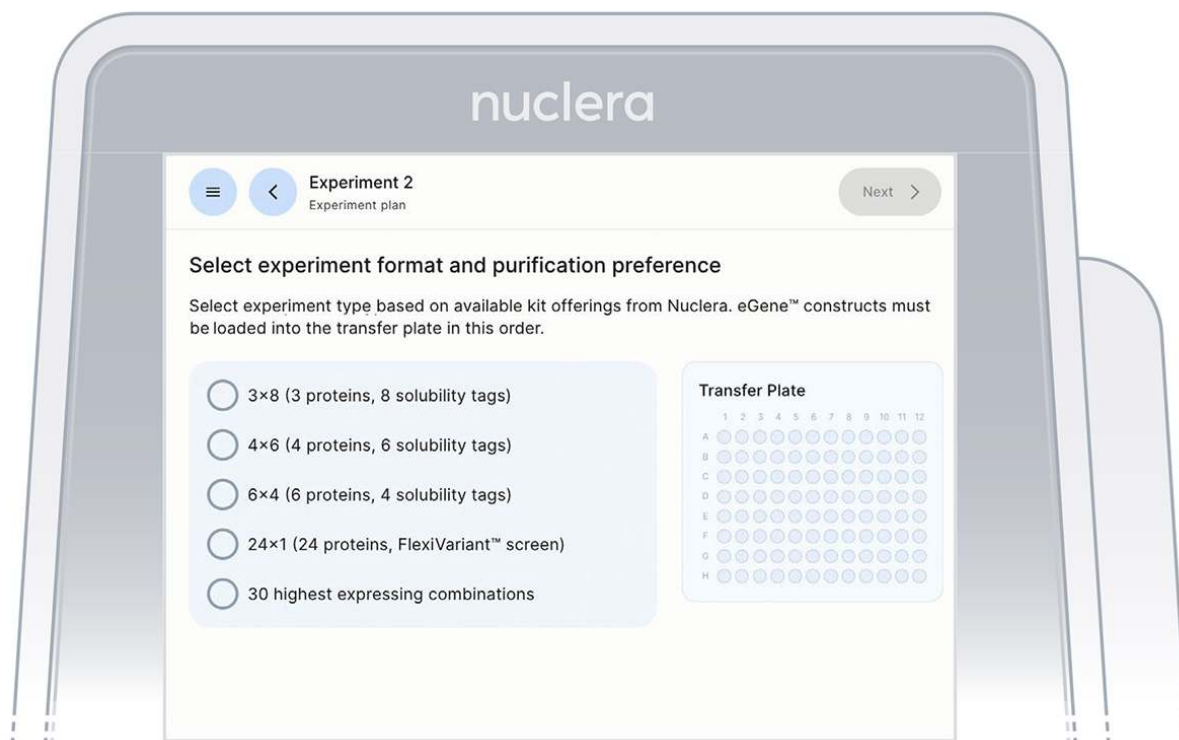 nuclera
Experiment 2
Experiment plan
Next
Select experiment format and purification preference
Select experiment type based on available kit offerings from Nuclera. eGene™ constructs must
be loaded into the transfer plate in this order.
3×8 (3 proteins, 8 solubility tags)
4×6 (4 proteins, 6 solubility tags)
6×4 (6 proteins, 4 solubility tags)
24×1 (24 proteins, FlexiVariant™ screen)
30 highest expressing combinations
Transfer Plate
1 2 3 4 5 6 7 8 9 10 11 12
A
B
C
D
E
F
G
H